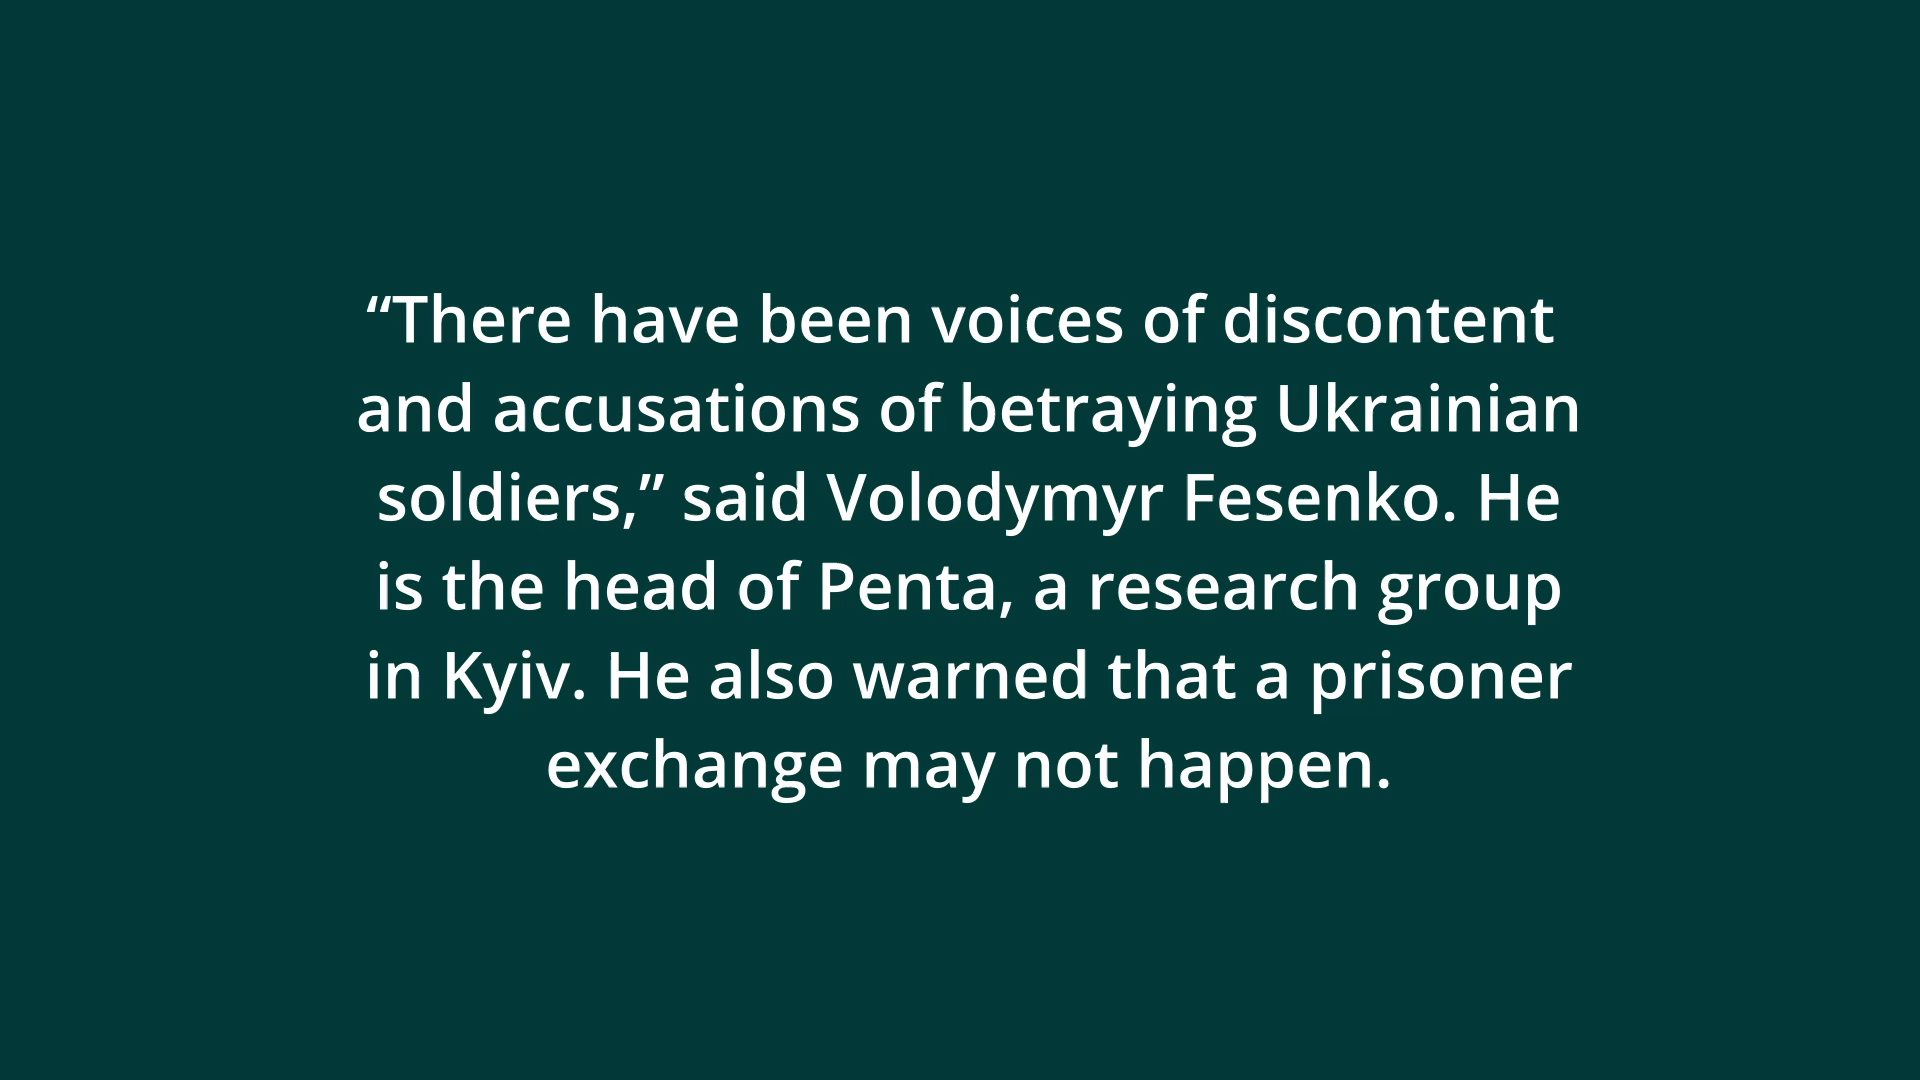 “There have been voices of discontent
and accusations of betraying Ukrainian
soldiers,” said Volodymyr Fesenko. He
is the head of Penta, a research group
in Kyiv. He also warned that a prisoner
exchange may not happen.